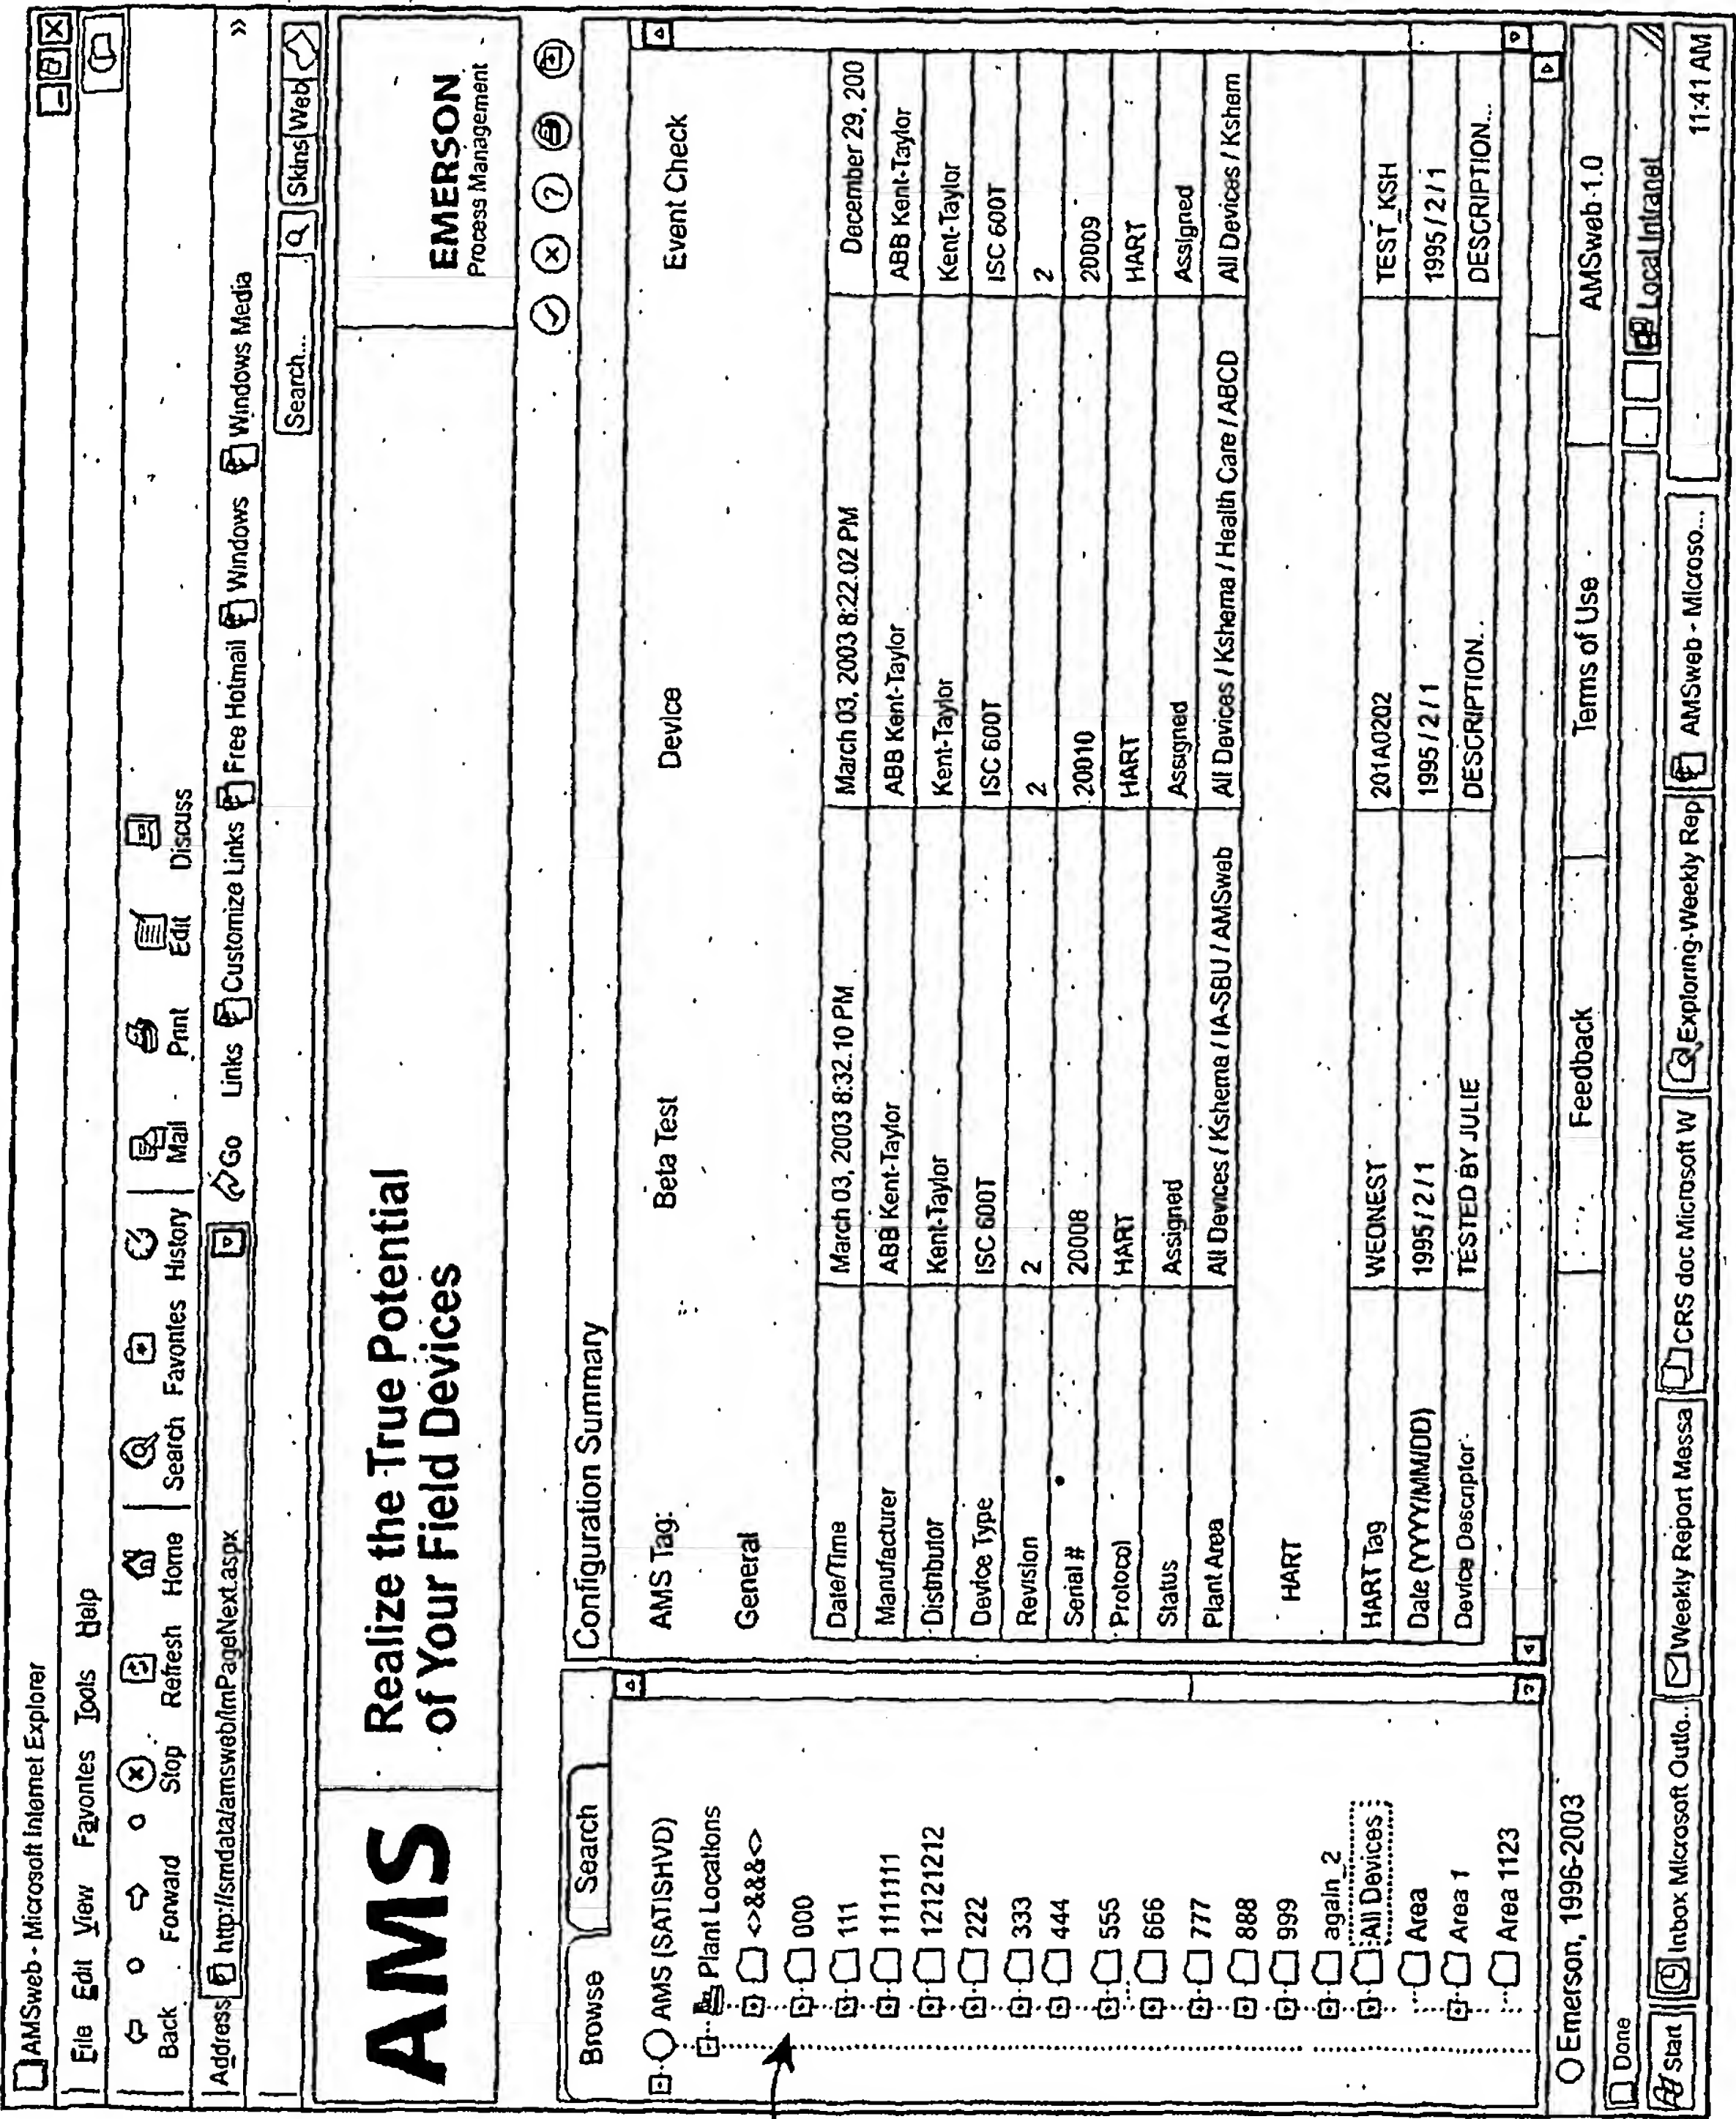 AMSweb - Microsoft Internet Explorer
File Edit View Favorites Tools Help
Back Forward Stop Refresh Home Search Favorites History Mail Print Edit Discuss
Address http://smdata/amsweb/ImPageNext.aspx Go Links Customize Links Free Hotmail Windows Windows Media »
Search... Skins Web
AMS
Realize the True Potential
of Your Field Devices
EMERSON
Process Management
Browse Search
AMS (SATISHVD)
Plant Locations
<>&&&<>
000
111
1111111
121212121212
222
333
444
555
666
777
888
999
again_2
All Devices
Area
Area 1
Area 1123
Configuration Summary
AMS Tag: Beta Test Device Event Check
General
Date/Time March 03, 2003 8:32.10 PM March 03, 2003 8:22.02 PM December 29, 200
Manufacturer ABB Kent-Taylor ABB Kent-Taylor ABB Kent-Taylor
Distributor Kent-Taylor Kent-Taylor Kent-Taylor
Device Type ISC 600T ISC 600T ISC 600T
Revision 2 2 2
Serial # 20008 20010 20009
Protocol HART HART HART
Status Assigned Assigned Assigned
Plant Area All Devices / Kshema / IA-SBU / AMSweb All Devices / Kshema / Health Care / ABCD All Devices / Kshem
HART
HART Tag WEDNEST 201A0202 TEST_KSH
Date (YYYY/MM/DD) 1995 / 2 / 1 1995 / 2 / 1 1995 / 2 / 1
Device Descriptor TESTED BY JULIE DESCRIPTION... DESCRIPTION...
Emerson, 1996-2003 Feedback Terms of Use AMSweb 1.0
Done Local Intranet
Start Inbox Microsoft Outlo... Weekly Report Messa CRS doc Microsoft W Exploring-Weekly Rep AMSweb - Microso... 11:41 AM